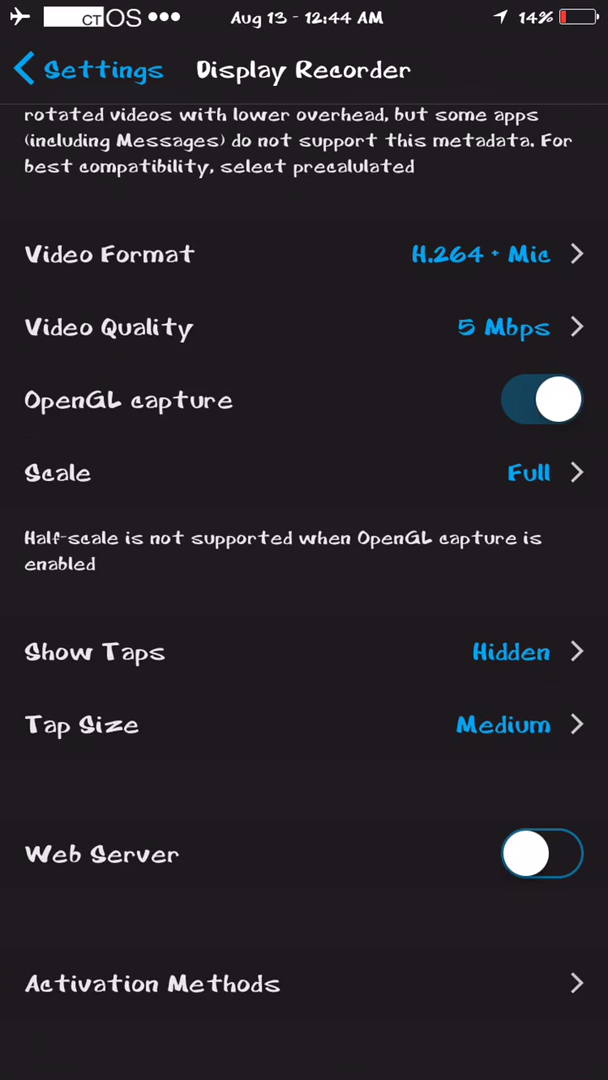 CTOS Aug 13 - 12:44 AM 14%
Settings Display Recorder
rotated videos with lower overhead, but some apps
(including Messages) do not support this metadata. For
best compatibility, select precalulated
Video Format H.264 + Mic
Video Quality 5 Mbps
OpenGL capture
Scale Full
Half-scale is not supported when OpenGL capture is
enabled
Show Taps Hidden
Tap Size Medium
Web Server
Activation Methods